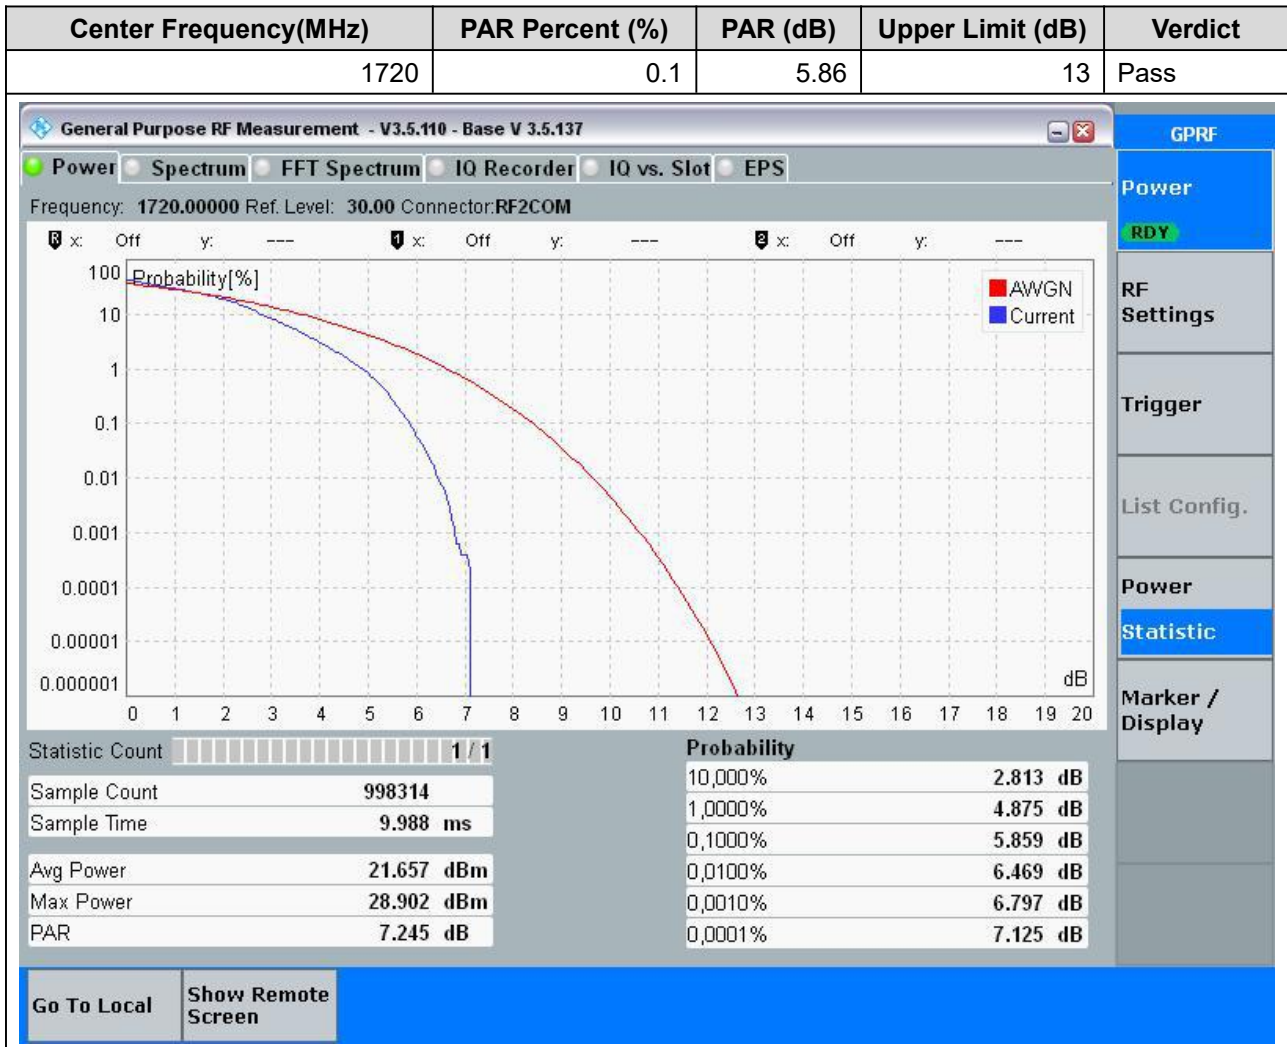 Center Frequency(MHz) PAR Percent (%) PAR (dB) Upper Limit (dB) Verdict
1720 0.1 5.86 13 Pass
General Purpose RF Measurement - V3.5.110 - Base V 3.5.137
GPRF
Power Spectrum FFT Spectrum IQ Recorder IQ vs. Slot EPS
Power
RDY
Frequency: 1720.00000 Ref. Level: 30.00 Connector:RF2COM
R x: Off y: --- 1 x: Off y: --- 2 x: Off y: ---
Probability[%]
AWGN
Current
100
10
1
0.1
0.01
0.001
0.0001
0.00001
0.000001
dB
0 1 2 3 4 5 6 7 8 9 10 11 12 13 14 15 16 17 18 19 20
RF
Settings
Trigger
List Config.
Power
Statistic
Marker /
Display
Statistic Count 1 / 1
Sample Count 998314
Sample Time 9.988 ms
Avg Power 21.657 dBm
Max Power 28.902 dBm
PAR 7.245 dB
Probability
10,000% 2.813 dB
1,0000% 4.875 dB
0,1000% 5.859 dB
0,0100% 6.469 dB
0,0010% 6.797 dB
0,0001% 7.125 dB
Go To Local
Show Remote
Screen